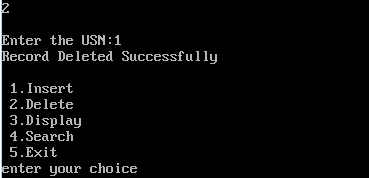 2
Enter the USN:1
Record Deleted Successfully
1.Insert
2.Delete
3.Display
4.Search
5.Exit
enter your choice